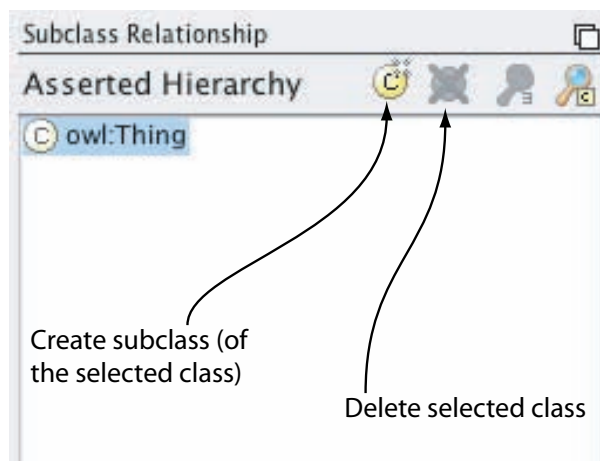 Subclass Relationship
Asserted Hierarchy
C owl:Thing
Create subclass (of
the selected class)
Delete selected class